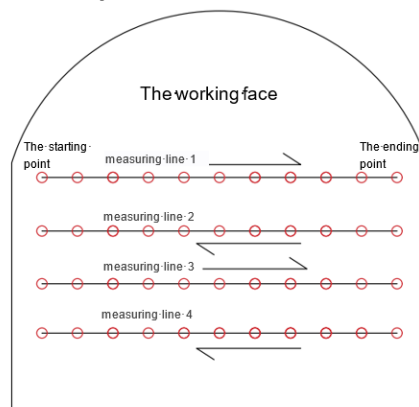 The working face
The starting
point
measuring line 1
The ending
point
measuring line 2
measuring line 3
measuring line 4